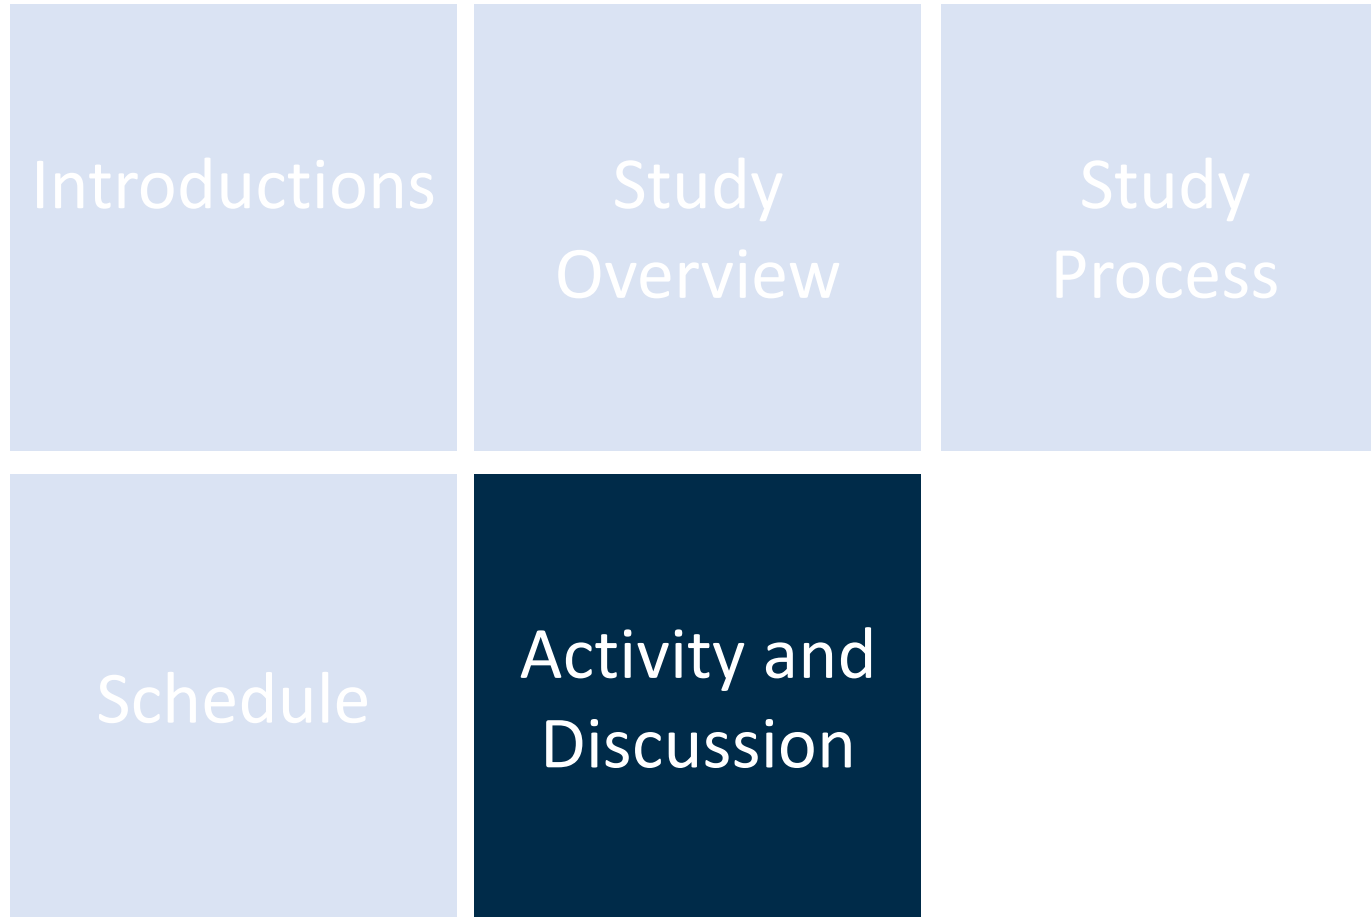 Introductions
Study
Overview
Study
Process
Schedule
Activity and
Discussion